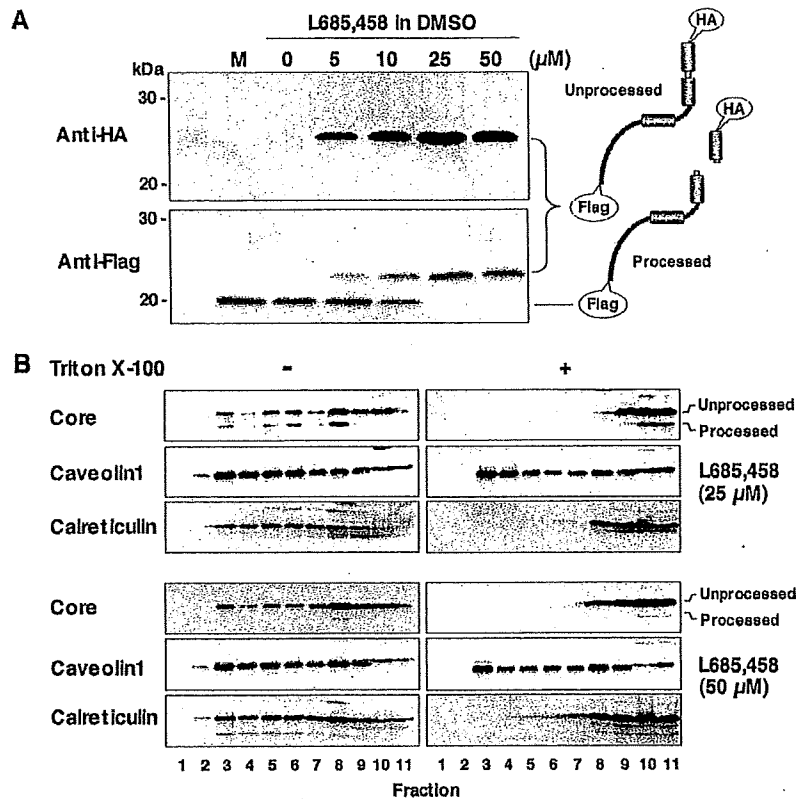 A
L685,458 in DMSO
M 0 5 10 25 50 (µM)
kDa
30 -
Anti-HA
20 -
30 -
Anti-Flag
20 -
HA
Unprocessed
HA
Flag
Processed
Flag
B
Triton X-100 - +
Core
Unprocessed
Processed
Caveolin1
L685,458
(25 µM)
Calreticulin
Core
Unprocessed
Processed
Caveolin1
L685,458
(50 µM)
Calreticulin
1 2 3 4 5 6 7 8 9 10 11 1 2 3 4 5 6 7 8 9 10 11
Fraction